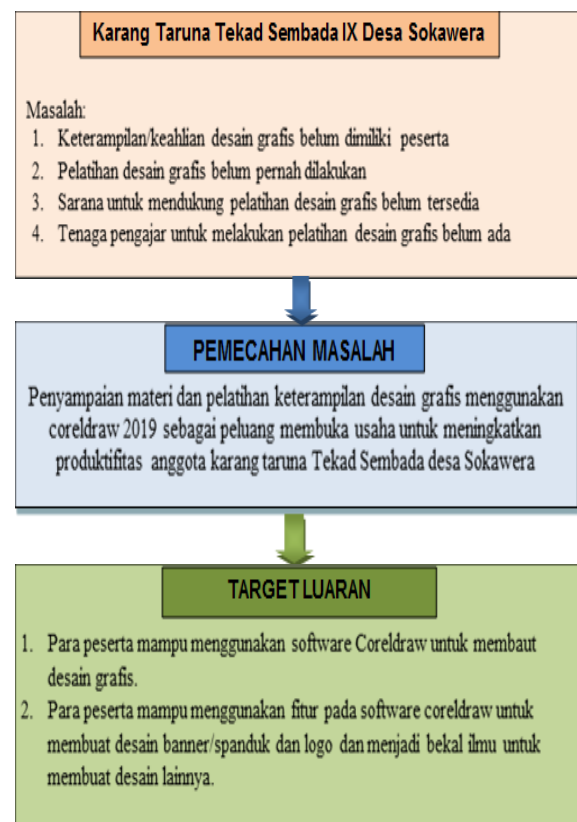 Karang Taruna Tekad Sembada IX Desa Sokawera
Masalah:
1. Keterampilan/keahlian desain grafis belum dimiliki peserta
2. Pelatihan desain grafis belum pernah dilakukan
3. Sarana untuk mendukung pelatihan desain grafis belum tersedia
4. Tenaga pengajar untuk melakukan pelatihan desain grafis belum ada
PEMECAHAN MASALAH
Penyampaian materi dan pelatihan keterampilan desain grafis menggunakan
coreldraw 2019 sebagai peluang membuka usaha untuk meningkatkan
produktifitas anggota karang taruna Tekad Sembada desa Sokawera
TARGET LUARAN
1. Para peserta mampu menggunakan software Coreldraw untuk membaut
desain grafis.
2. Para peserta mampu menggunakan fitur pada software coreldraw untuk
membuat desain banner/spanduk dan logo dan menjadi bekal ilmu untuk
membuat desain lainnya.